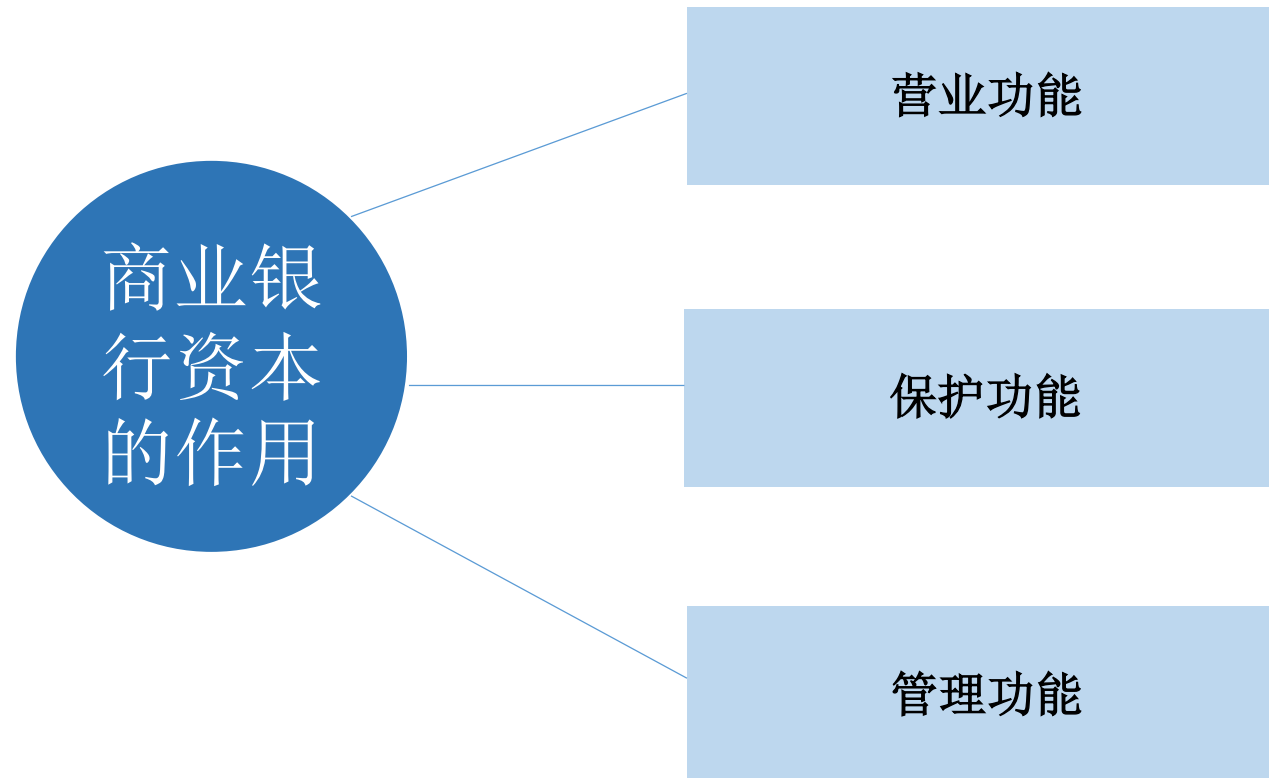 商业银
行资本
的作用
营业功能
保护功能
管理功能